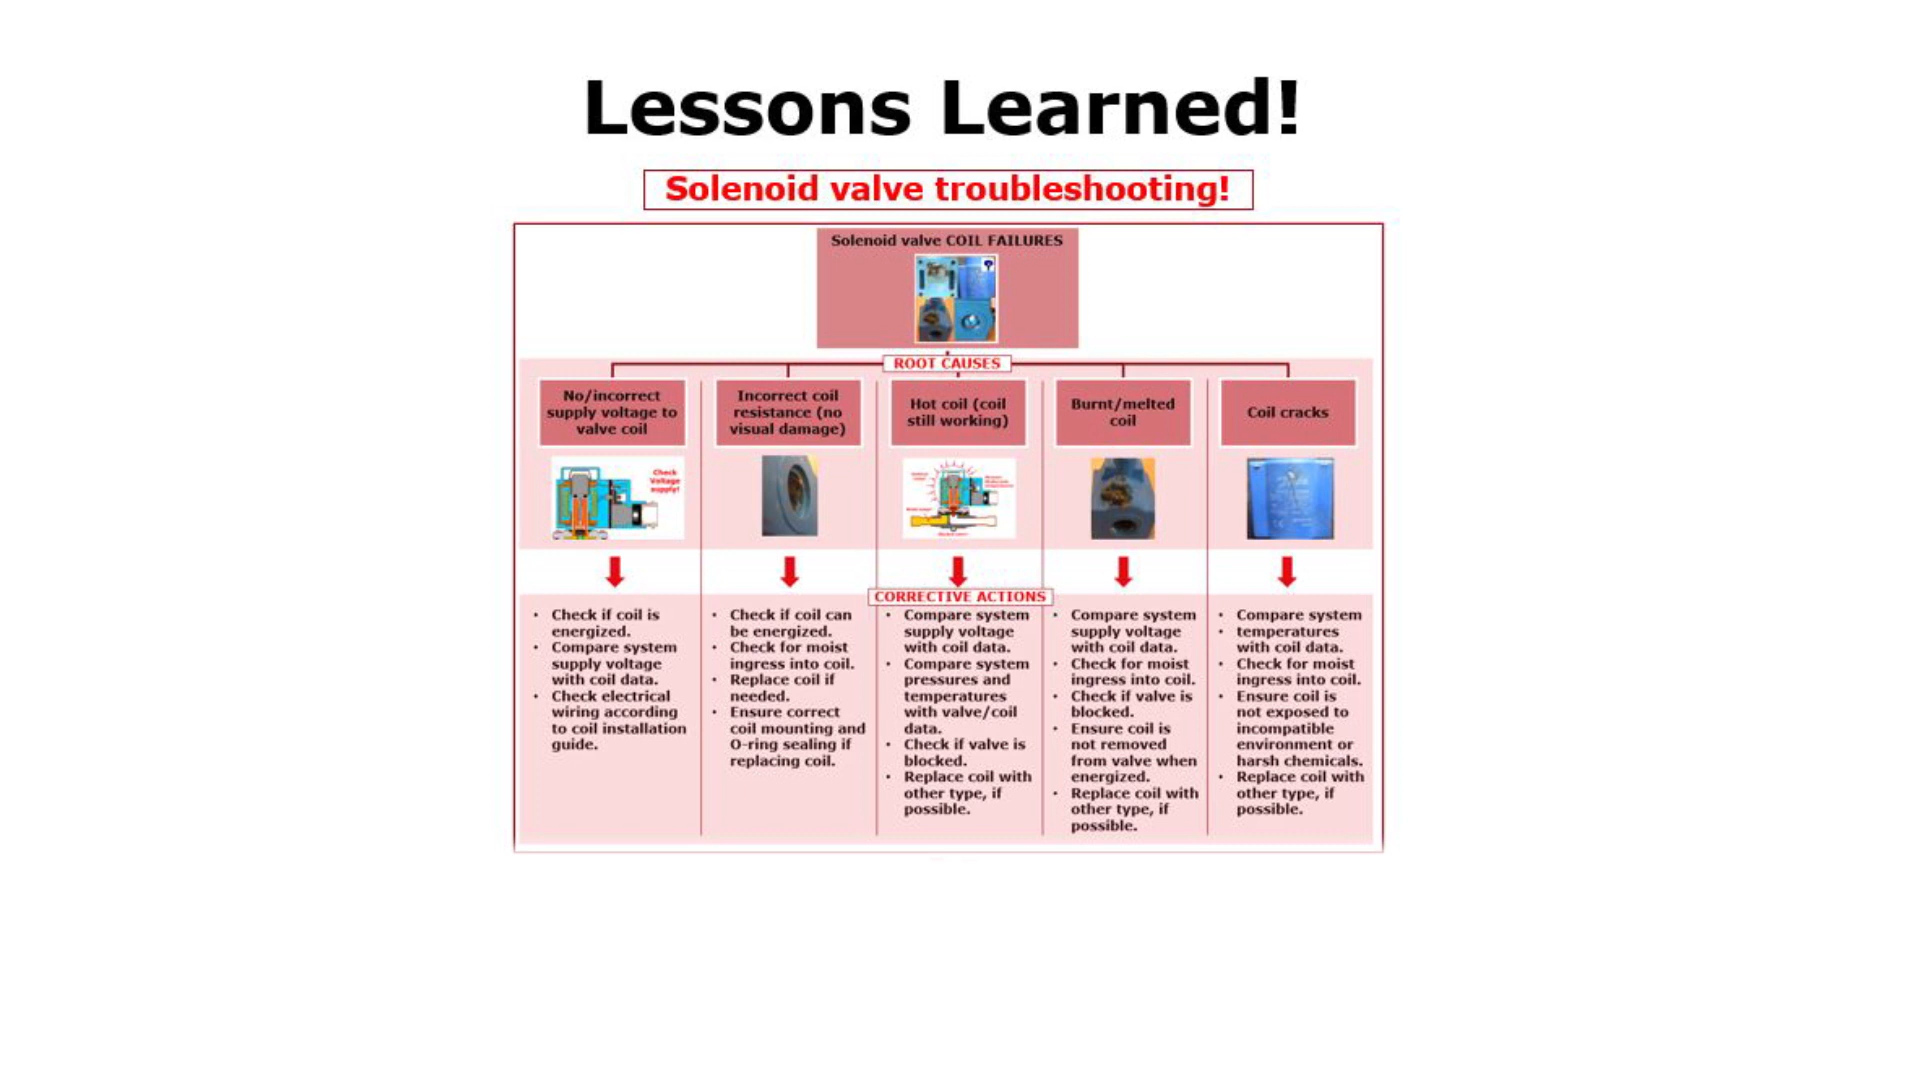 Lessons Learned!
Solenoid valve troubleshooting!
Solenoid valve COIL FAILURES
ROOT CAUSES
No/incorrect
supply voltage to
valve coil
Incorrect coil
resistance (no
visual damage)
Hot coil (coil
still working)
Burnt/melted
coil
Coil cracks
Check
Voltage
supply!
CORRECTIVE ACTIONS
• Check if coil is
energized.
• Compare system
supply voltage
with coil data.
• Check electrical
wiring according
to coil installation
guide.
• Check if coil can
be energized.
• Check for moist
ingress into coil.
• Replace coil if
needed.
• Ensure correct
coil mounting and
O-ring sealing if
replacing coil.
• Compare system
supply voltage
with coil data.
• Compare system
pressures and
temperatures
with valve/coil
data.
• Check if valve is
blocked.
• Replace coil with
other type, if
possible.
• Compare system
supply voltage
with coil data.
• Check for moist
ingress into coil.
• Check if valve is
blocked.
• Ensure coil is
not removed
from valve when
energized.
• Replace coil with
other type, if
possible.
• Compare system
• temperatures
with coil data.
• Check for moist
ingress into coil.
• Ensure coil is
not exposed to
incompatible
environment or
harsh chemicals.
• Replace coil with
other type, if
possible.